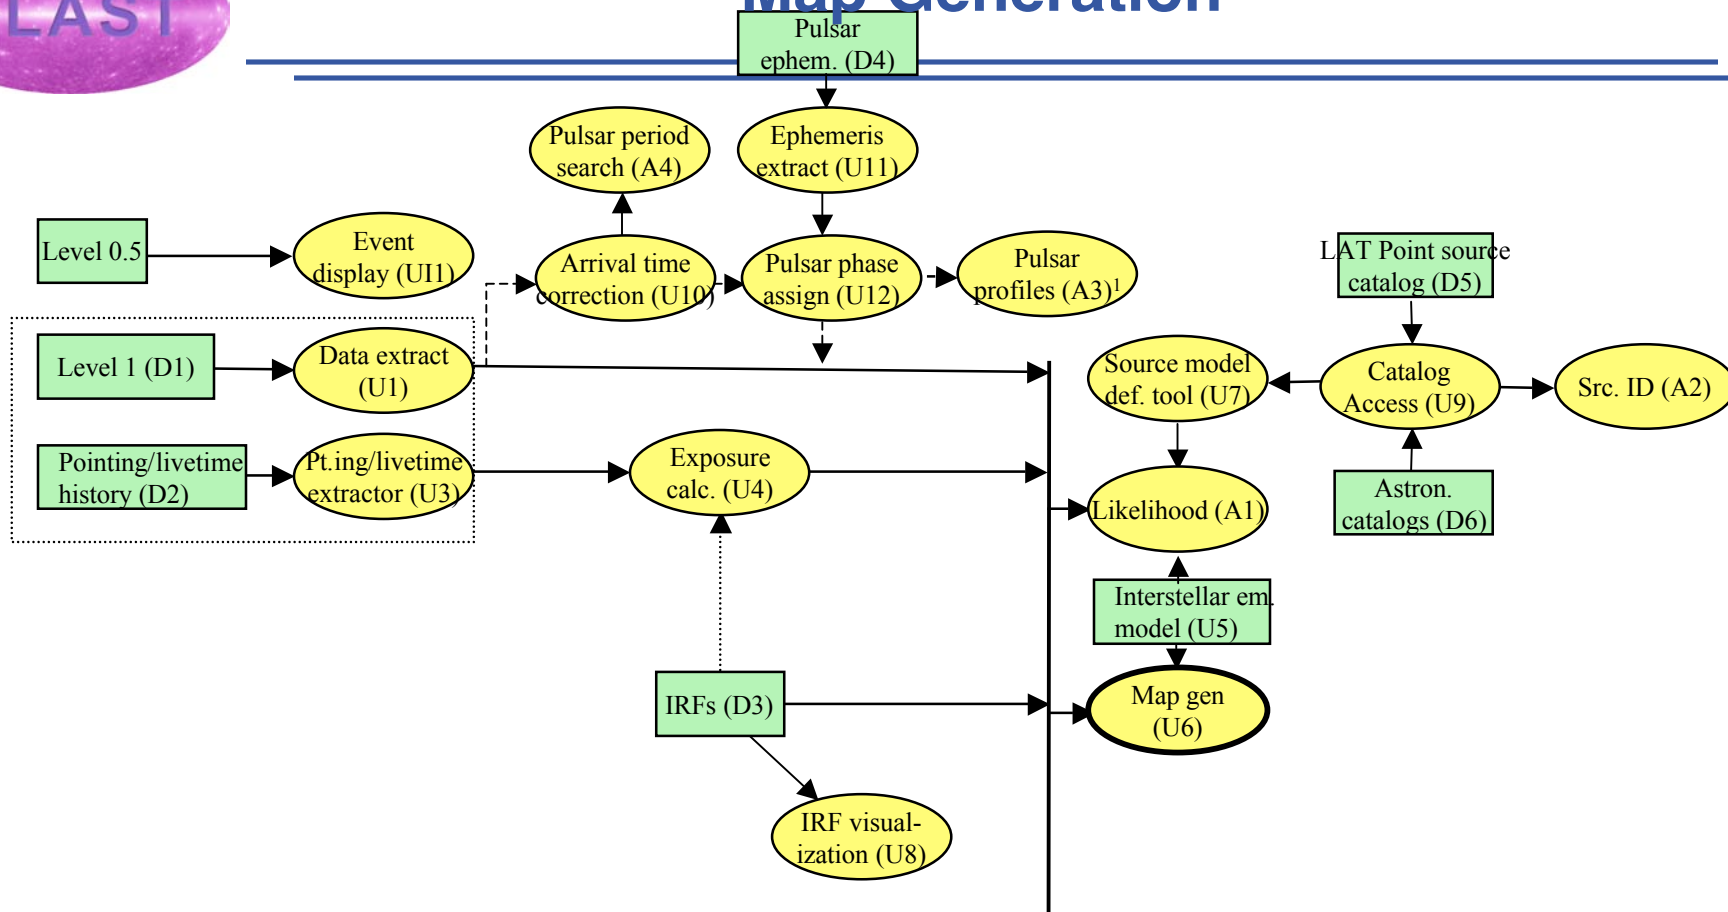 Map Generation
Pulsar
ephem. (D4)
Pulsar period
search (A4)
Ephemeris
extract (U11)
Level 0.5
Event
display (UI1)
Arrival time
correction (U10)
Pulsar phase
assign (U12)
Pulsar
profiles (A3)¹
LAT Point source
catalog (D5)
Level 1 (D1)
Data extract
(U1)
Source model
def. tool (U7)
Catalog
Access (U9)
Src. ID (A2)
Pointing/livetime
history (D2)
Pt.ing/livetime
extractor (U3)
Exposure
calc. (U4)
Likelihood (A1)
Astron.
catalogs (D6)
Interstellar em.
model (U5)
IRFs (D3)
Map gen
(U6)
IRF visual-
ization (U8)